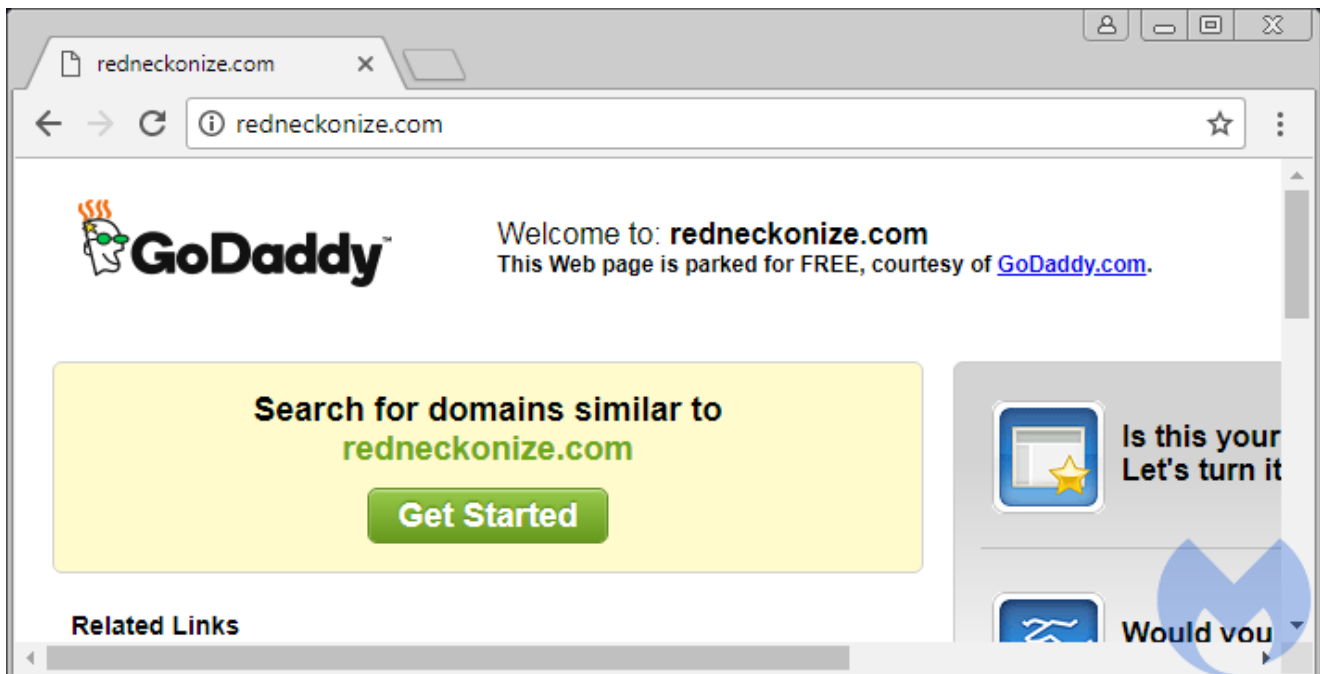 redneckonize.com
redneckonize.com
GoDaddy™
Welcome to: redneckonize.com
This Web page is parked for FREE, courtesy of GoDaddy.com.
Search for domains similar to
redneckonize.com
Get Started
Is this your
Let's turn it
Related Links
Would you